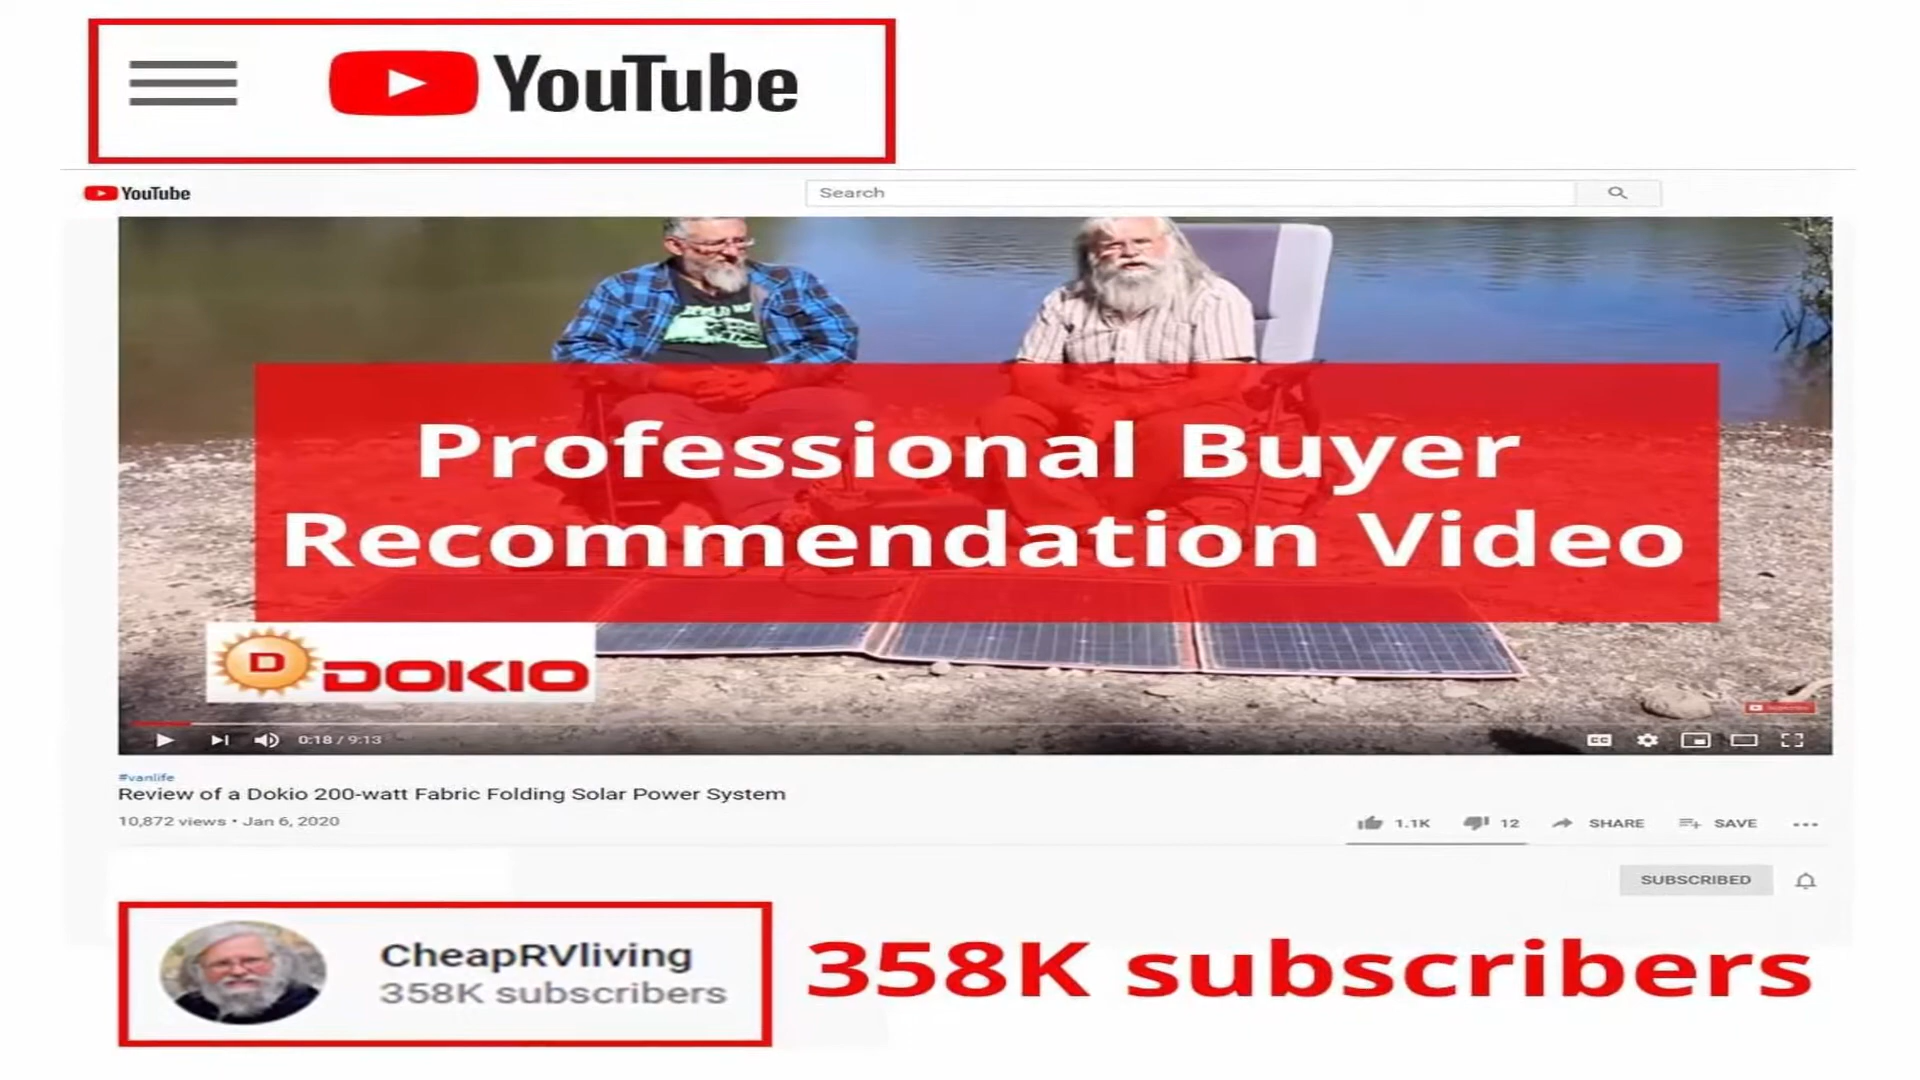 YouTube
YouTube
Search
Professional Buyer
Recommendation Video
D DOKIO
0:18 / 9:13
CC
#vanlife
Review of a Dokio 200-watt Fabric Folding Solar Power System
10,872 views • Jan 6, 2020
1.1K 12 SHARE SAVE
SUBSCRIBED
CheapRVliving
358K subscribers
358K subscribers